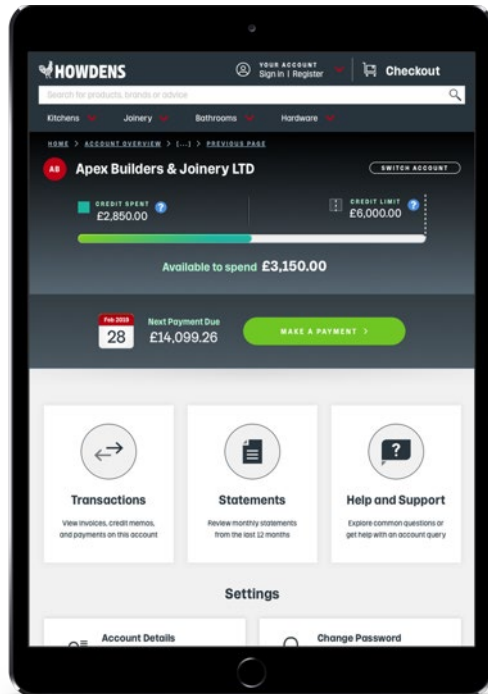 HOWDENS
YOUR ACCOUNT
Sign in | Register
Checkout
Search for products, brands or advice
Kitchens
Joinery
Bathrooms
Hardware
HOME > ACCOUNT OVERVIEW > [...] > PREVIOUS PAGE
AB
Apex Builders & Joinery LTD
SWITCH ACCOUNT
CREDIT SPENT ?
£2,850.00
CREDIT LIMIT ?
£6,000.00
Available to spend £3,150.00
Feb 2019
28
Next Payment Due
£14,099.26
MAKE A PAYMENT >
?
Transactions
View invoices, credit memos,
and payments on this account
Statements
Review monthly statements
from the last 12 months
Help and Support
Explore common questions or
get help with an account query
Settings
Account Details
Change Password